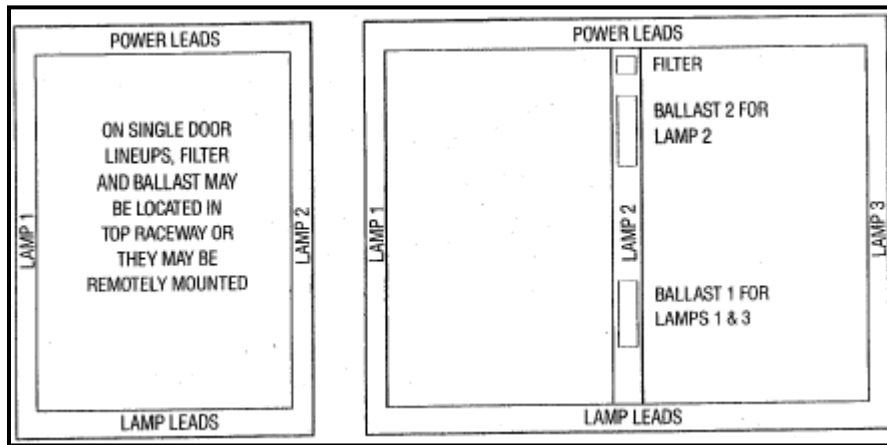 POWER LEADS
ON SINGLE DOOR
LINEUPS, FILTER
AND BALLAST MAY
BE LOCATED IN
TOP RACEWAY OR
THEY MAY BE
REMOTELY MOUNTED
LAMP 1
LAMP 2
LAMP LEADS
POWER LEADS
FILTER
BALLAST 2 FOR
LAMP 2
LAMP 1
LAMP 2
LAMP 3
BALLAST 1 FOR
LAMPS 1 & 3
LAMP LEADS